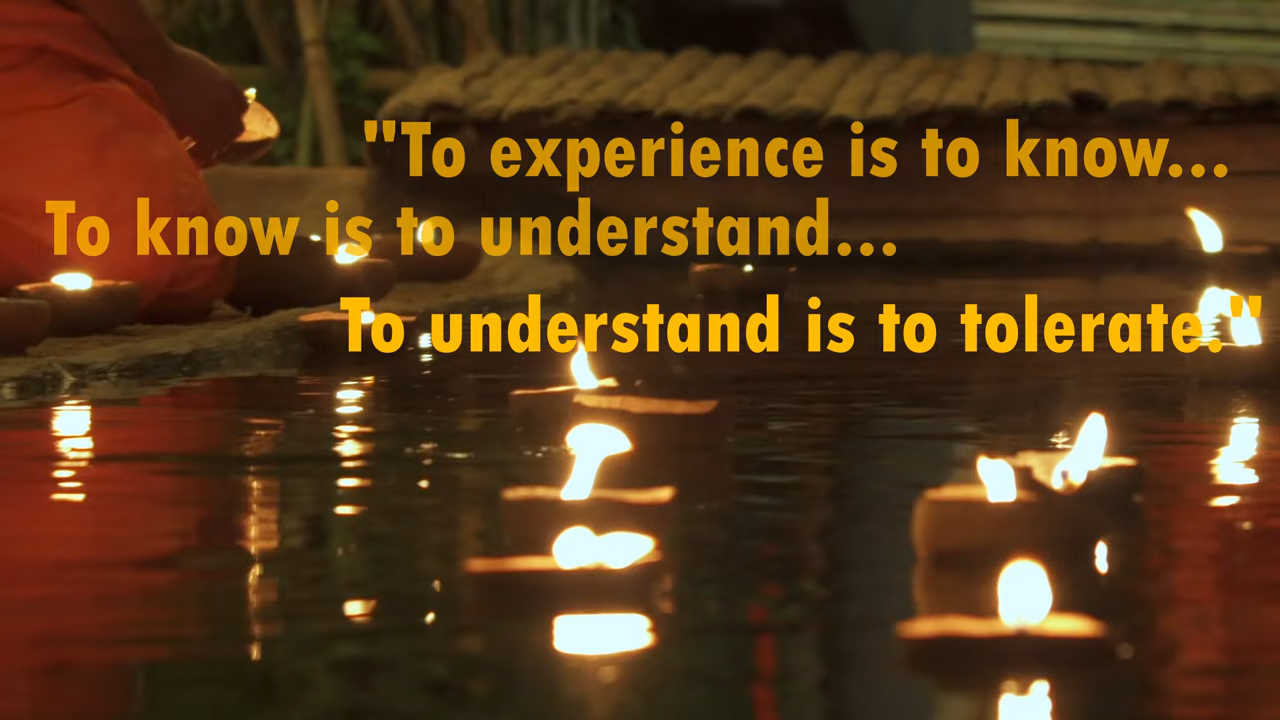 "To experience is to know...
To know is to understand...
To understand is to tolerate."